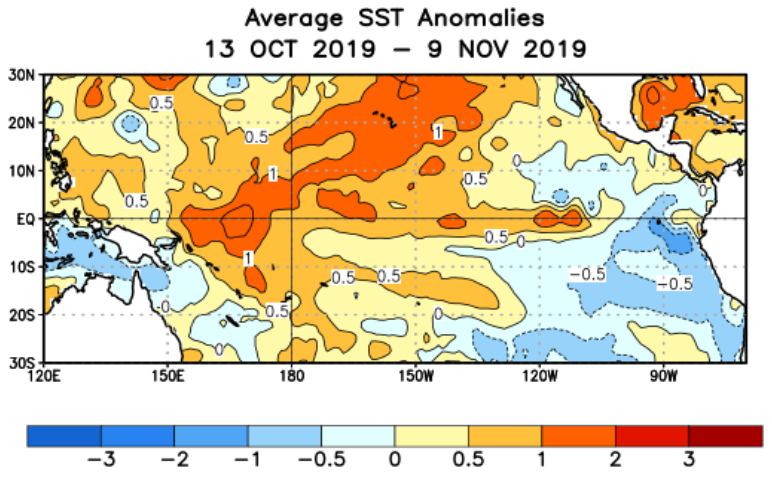 Average SST Anomalies
13 OCT 2019 – 9 NOV 2019
30N
20N
10N
EQ
10S
20S
30S
120E 150E 180 150W 120W 90W
0.5
0.5
1
0
1
0.5
0
0.5
0.5 0
1
-0.5
-0.5
0.5
0.5
0
0.5
0
0
-3 -2 -1 -0.5 0 0.5 1 2 3